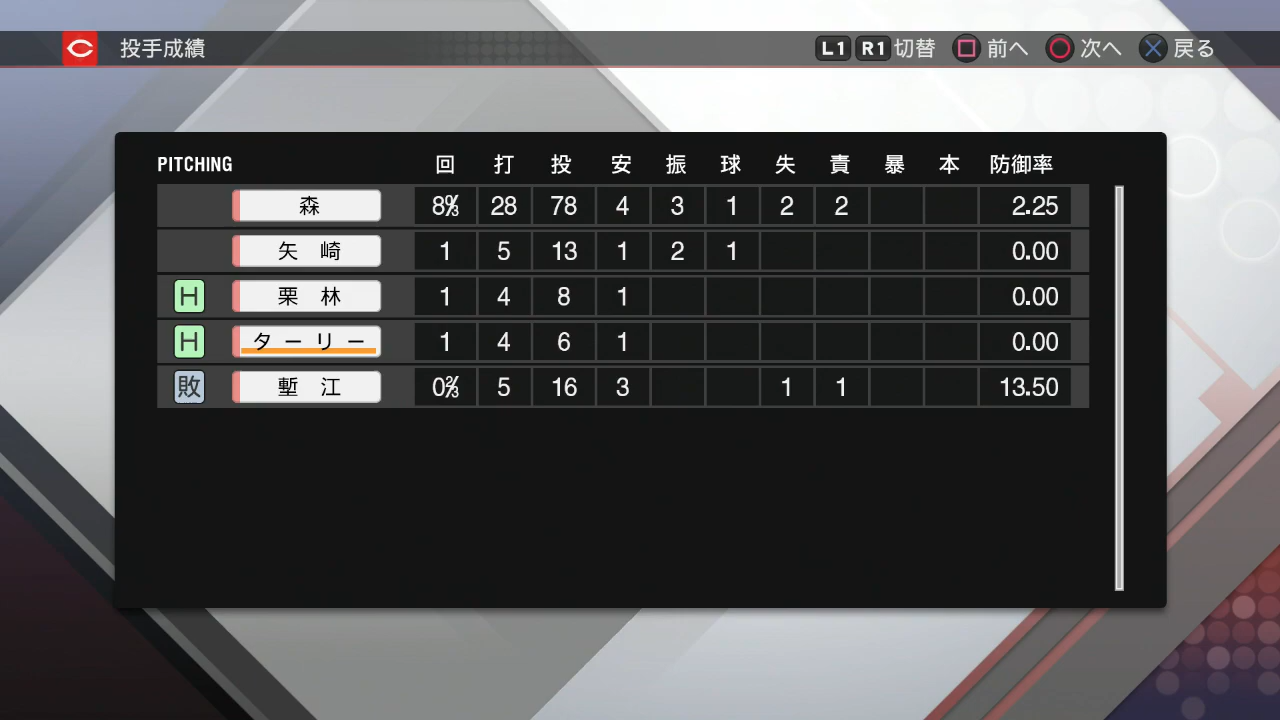 C 投手成績 L1 R1 切替 前へ 次へ 戻る
PITCHING 回 打 投 安 振 球 失 責 暴 本 防御率
森 8⅔ 28 78 4 3 1 2 2 2.25
矢崎 1 5 13 1 2 1 0.00
H 栗林 1 4 8 1 0.00
H ターリー 1 4 6 1 0.00
敗 塹江 0⅔ 5 16 3 1 1 13.50